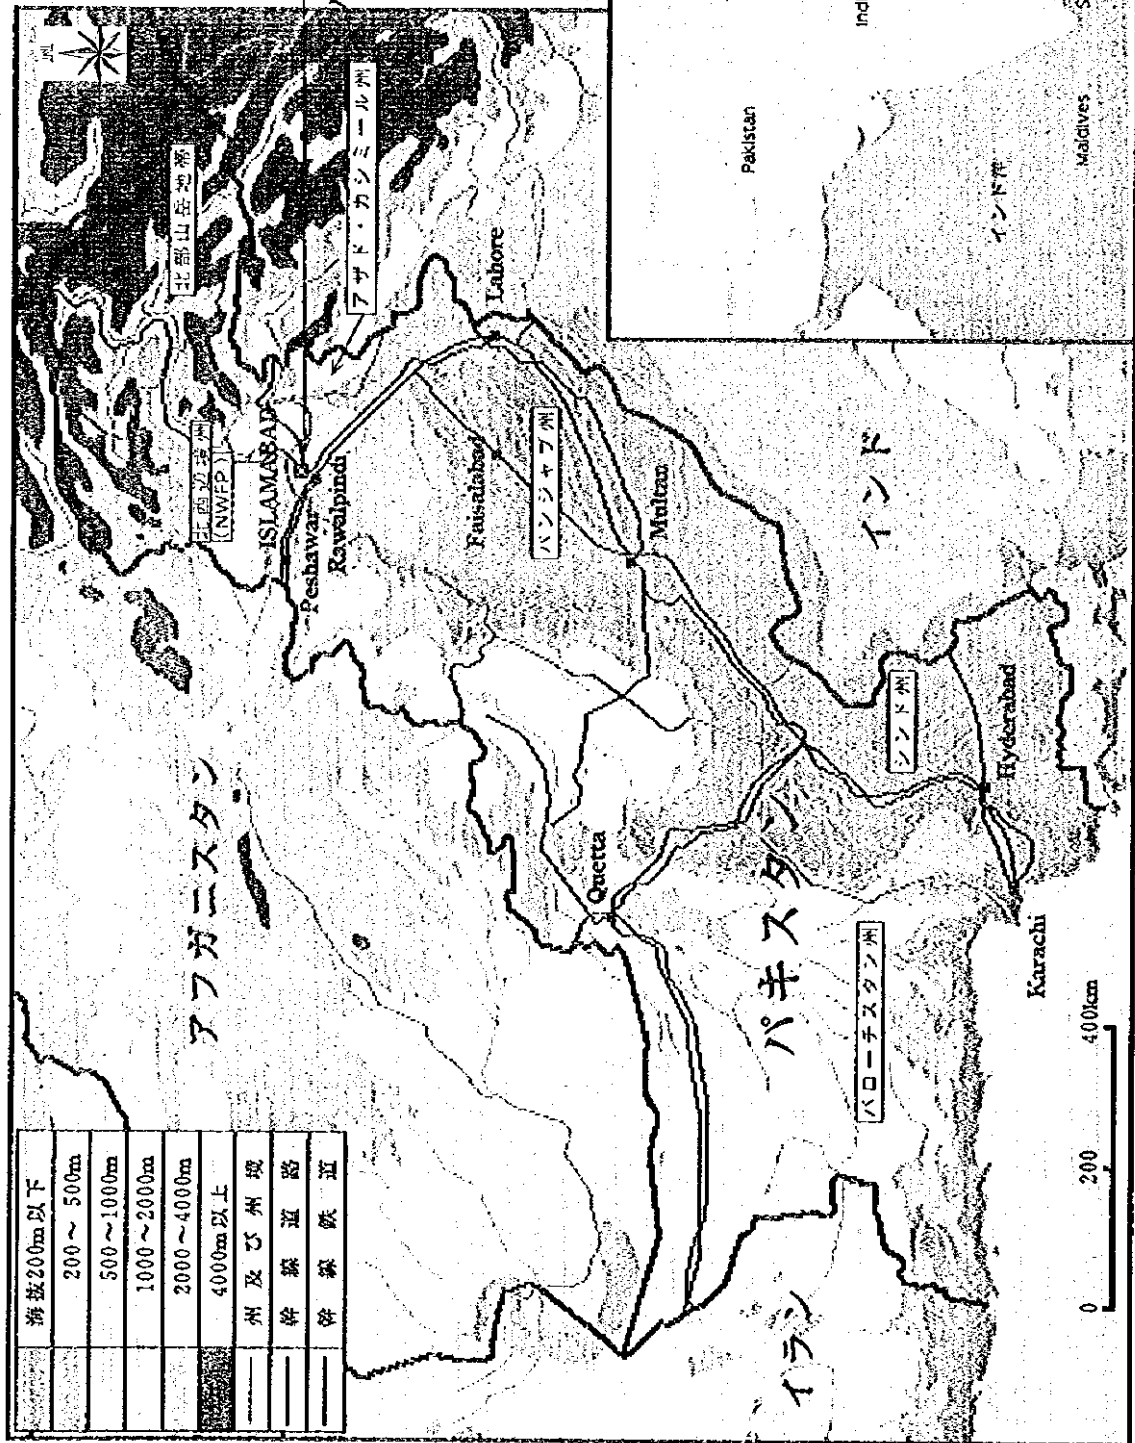 海抜200m以下
200～ 500m
500～1000m
1000～2000m
2000～4000m
4000m以上
州 及 び 州 境
幹 線 道 路
幹 線 鉄 道
アフガニスタン
北部山岳地帯
北西辺境州
(NWFP)
ISLAMABAD
アザド・カシミール州
Peshawar
Rawalpindi
Lahore
Faisalabad
パンジャブ州
Multan
Quetta
インド
パキスタン
シンド州
Hyderabad
バローチスタン州
Karachi
イラン
0 200 400km
Pakistan
インド洋
Maldives